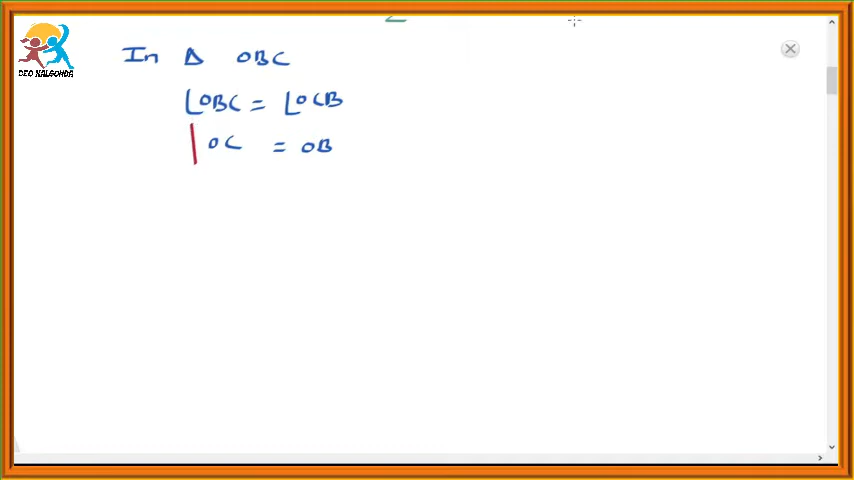 DEO NALGONDA
In Δ OBC
∠OBC = ∠OCB
OC = OB